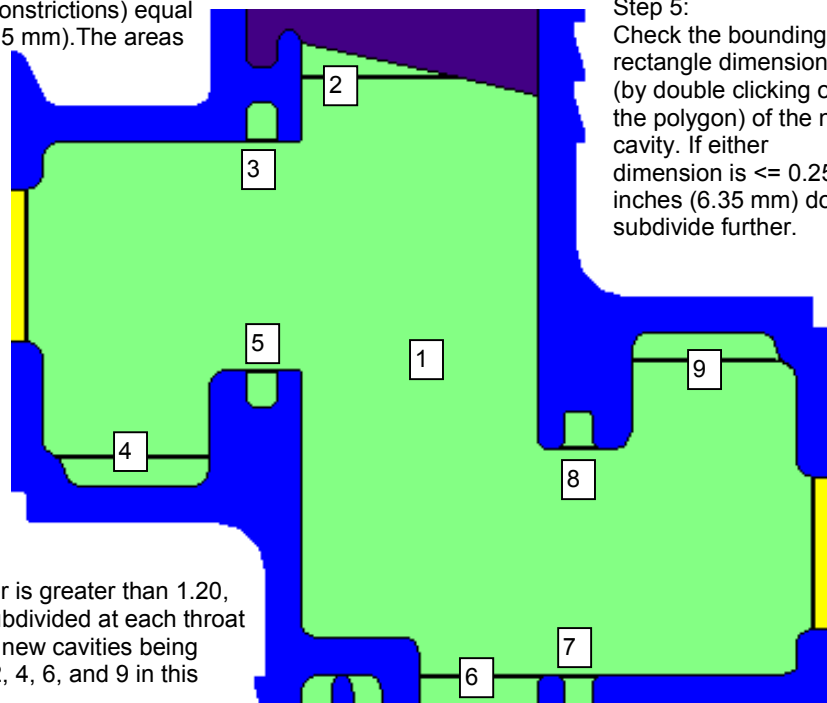 onstrictions) equal
5 mm).The areas
Step 5:
Check the bounding
rectangle dimension
(by double clicking o
the polygon) of the n
cavity. If either
dimension is <= 0.25
inches (6.35 mm) do
subdivide further.
2
3
5
1
9
4
8
r is greater than 1.20,
bdivided at each throat
new cavities being
2, 4, 6, and 9 in this
7
6